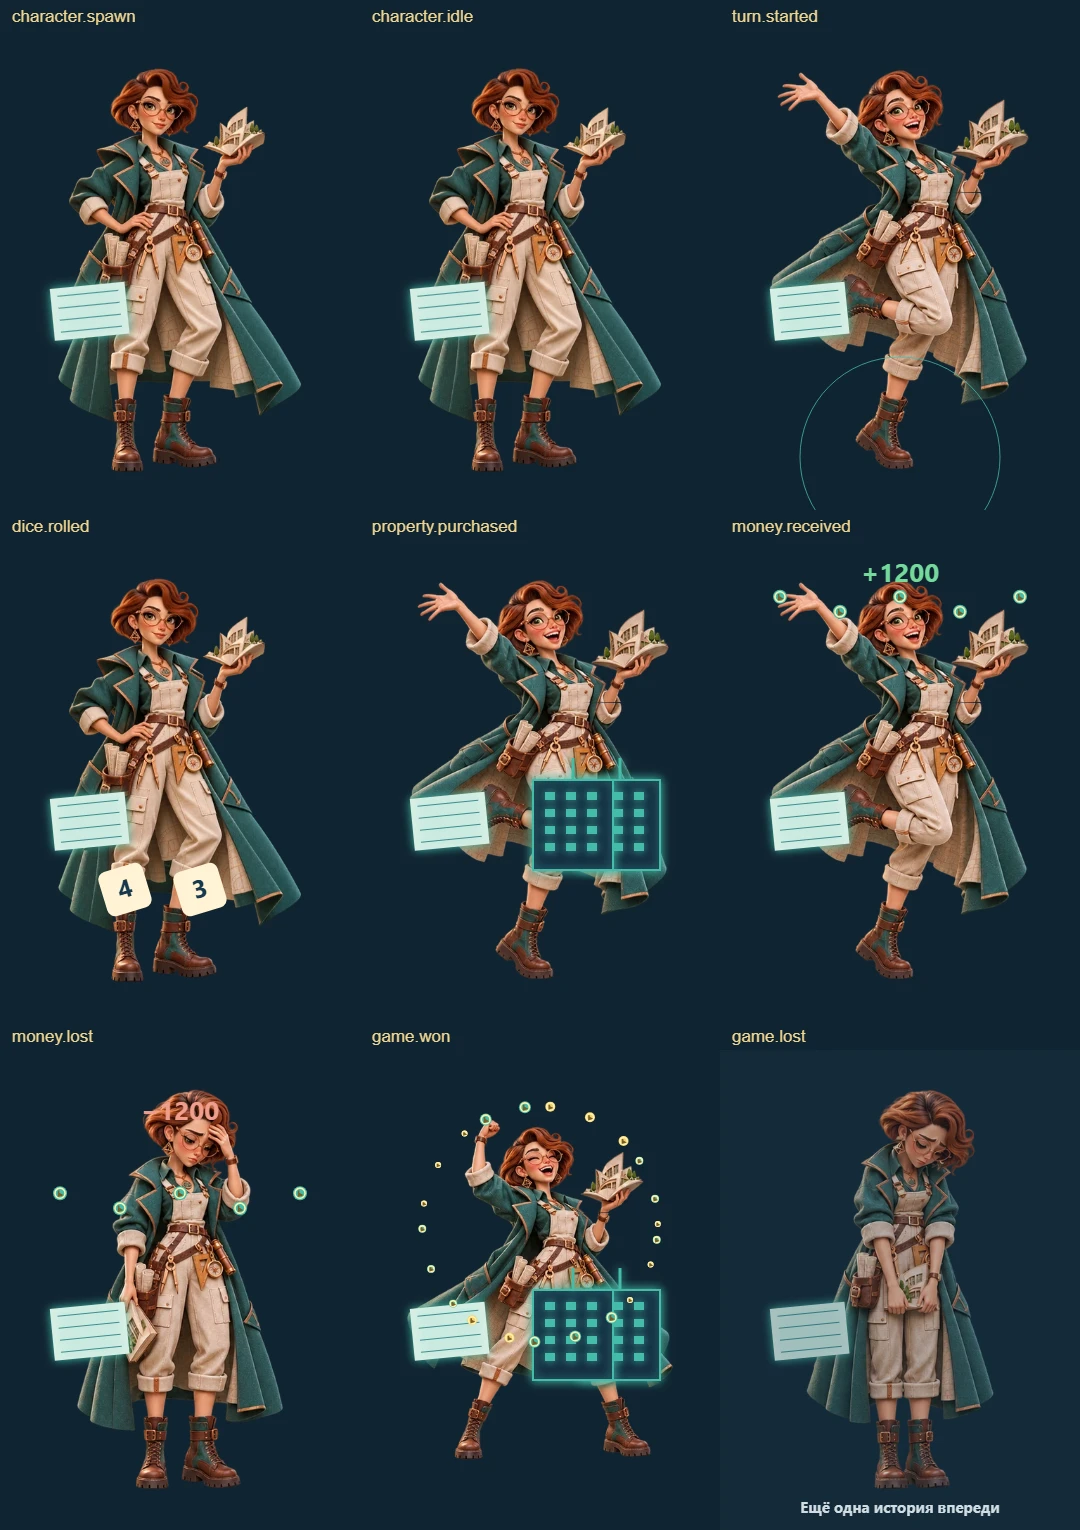 character.spawn
character.idle
turn.started
dice.rolled
property.purchased
money.received
+1200
4
3
money.lost
game.won
game.lost
−1200
Ещё одна история впереди